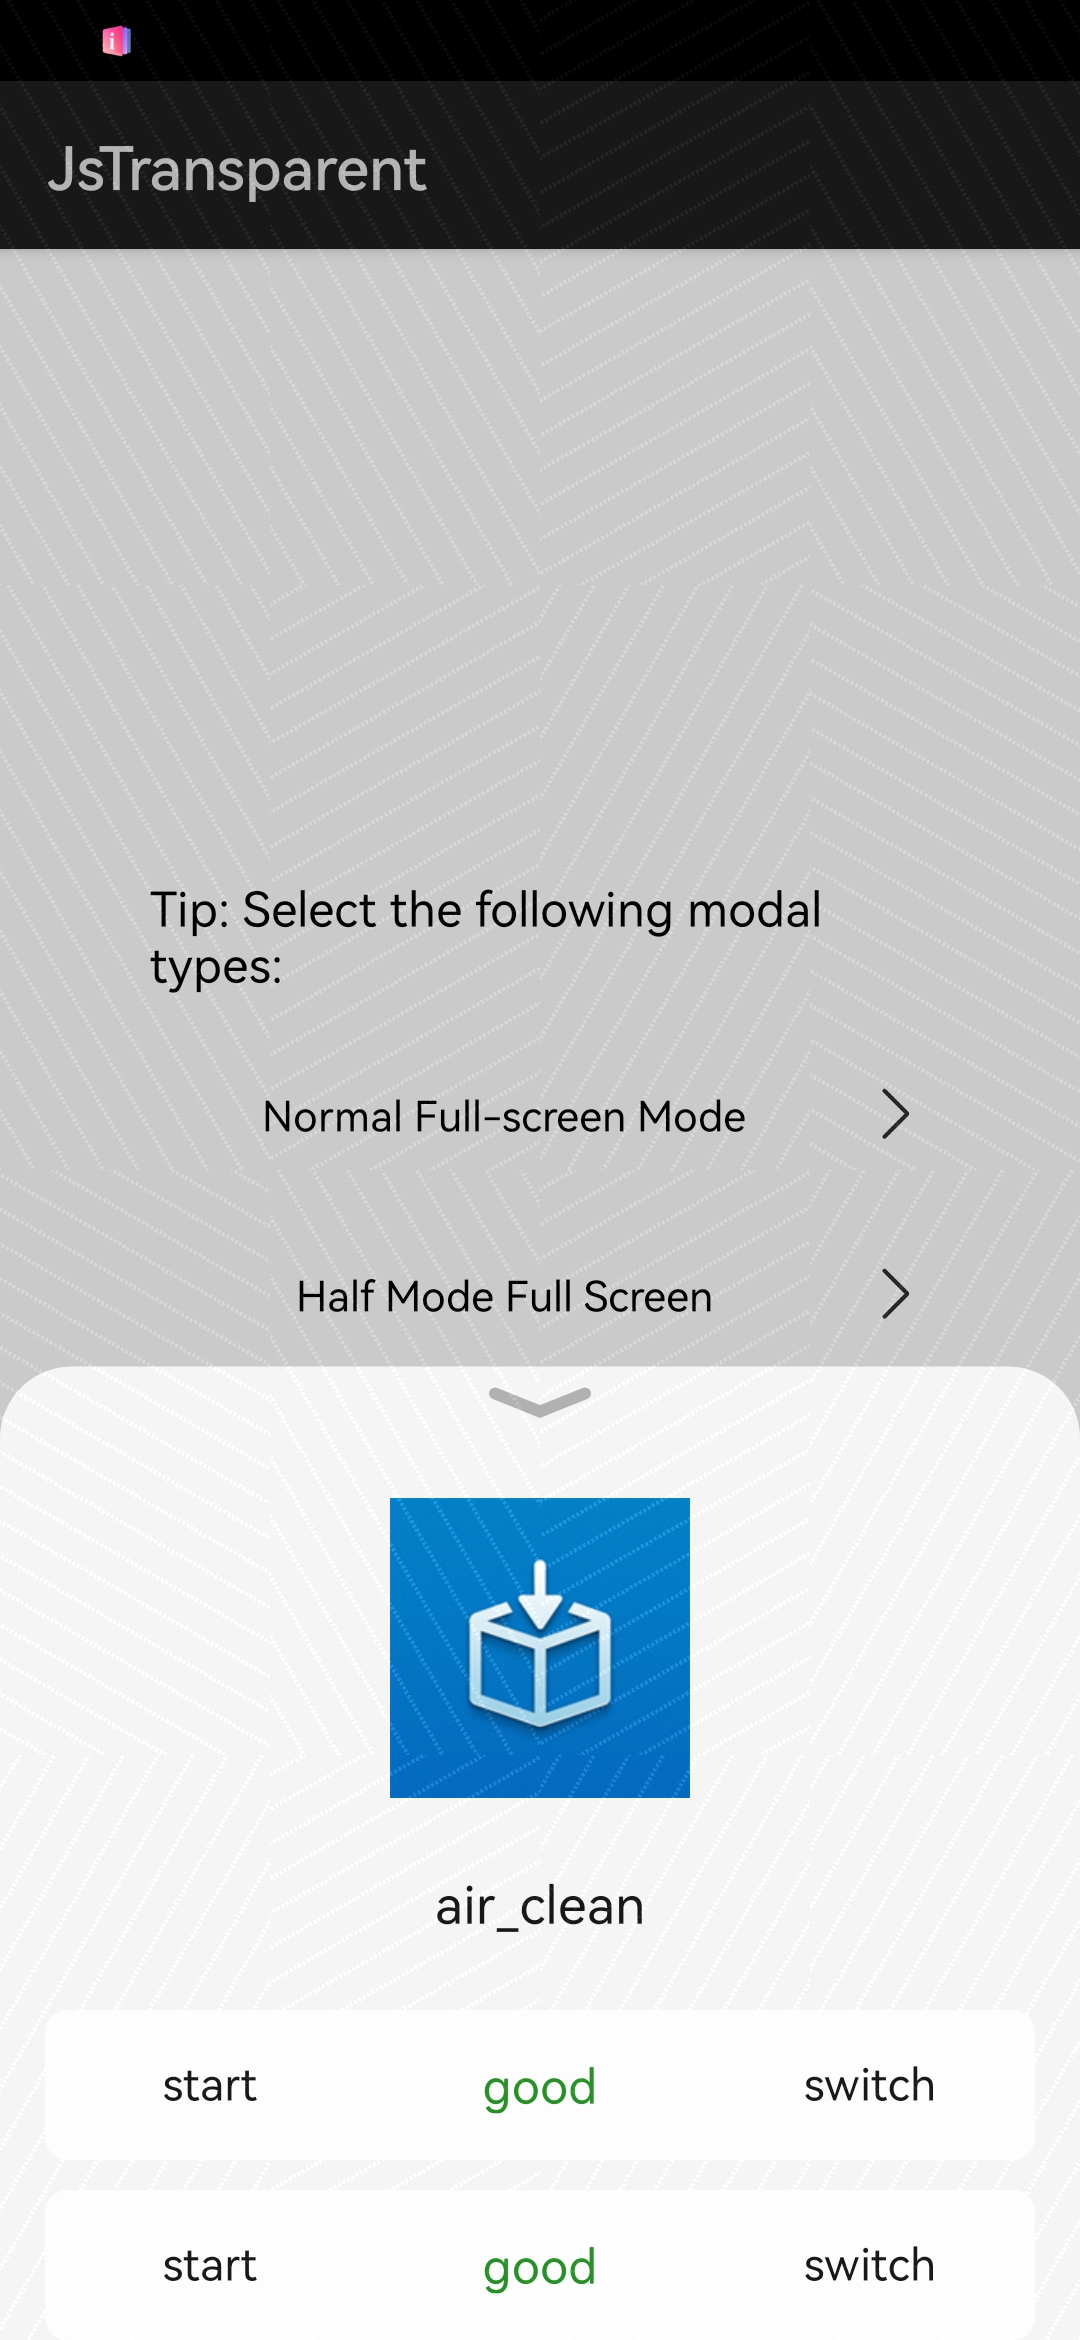 JsTransparent
Tip: Select the following modal
types:
Normal Full-screen Mode
Half Mode Full Screen
air_clean
start good switch
start good switch